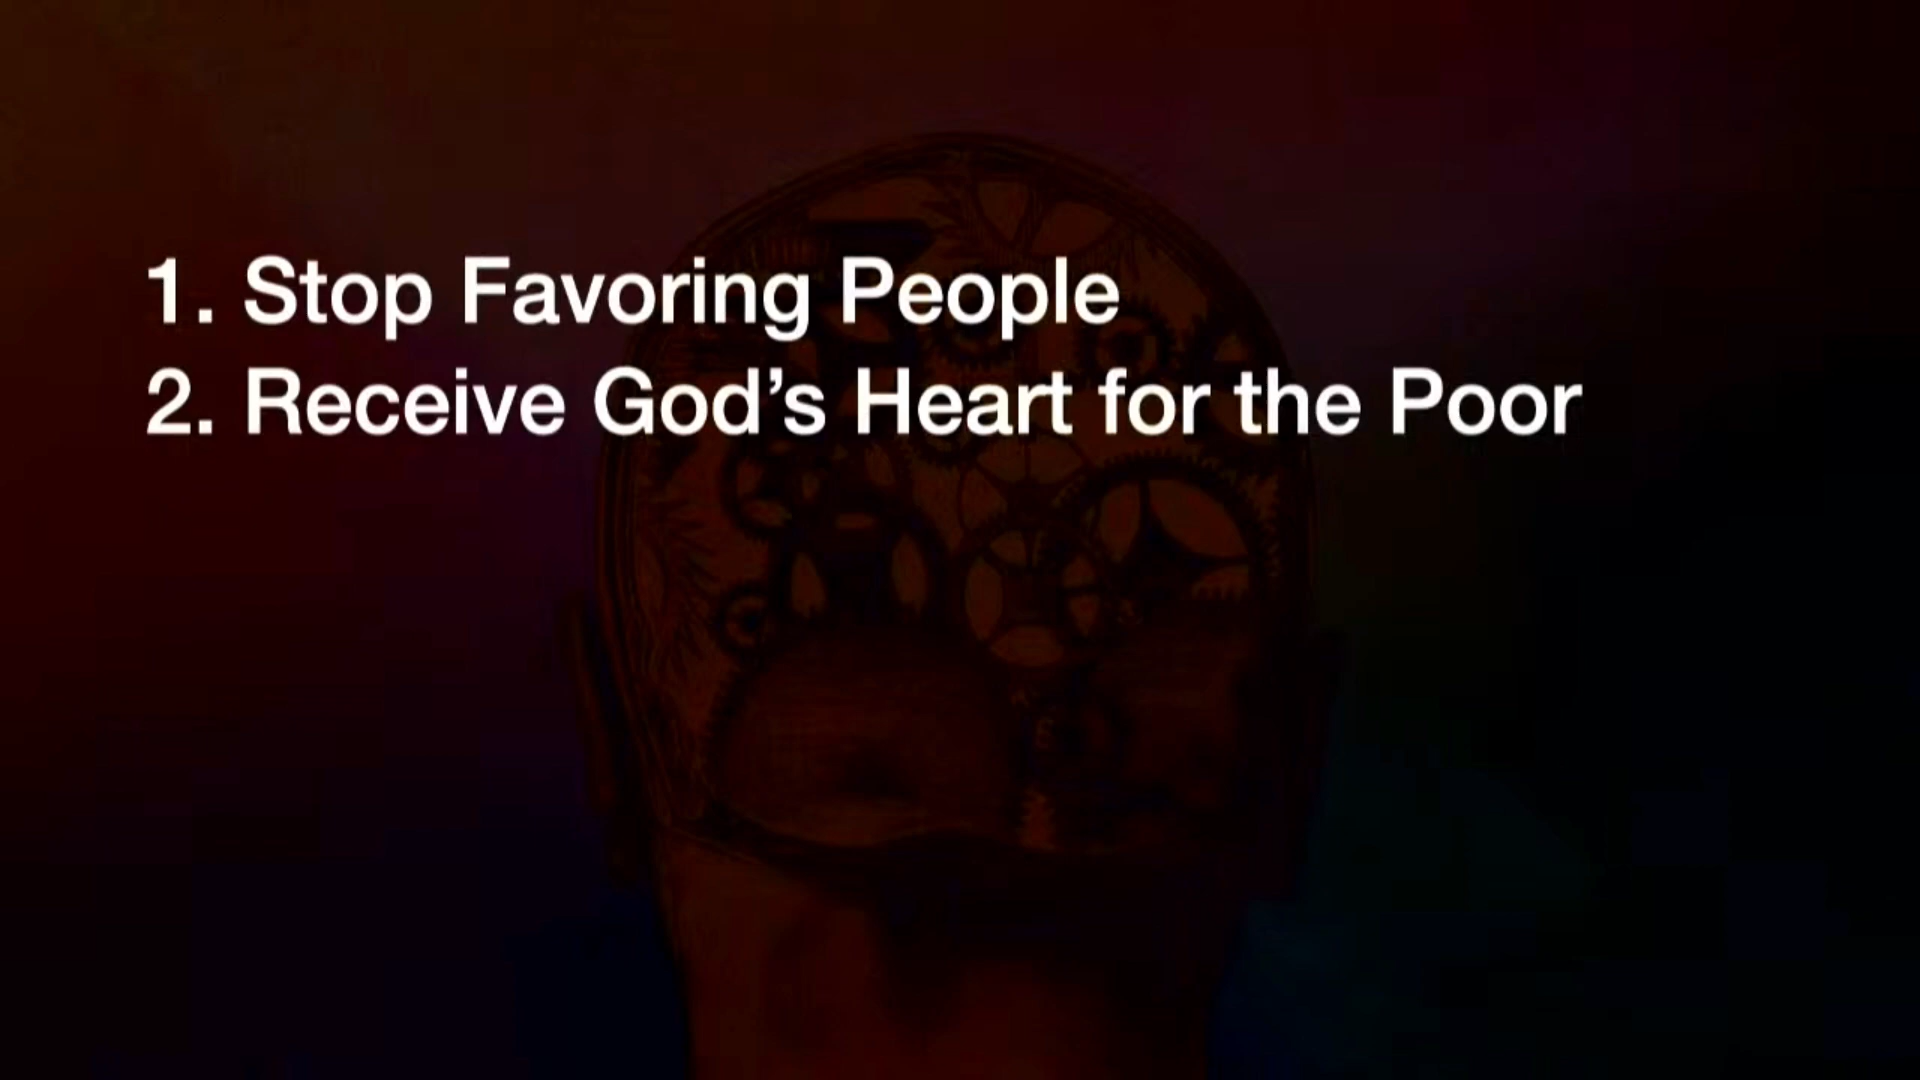 1. Stop Favoring People
2. Receive God’s Heart for the Poor